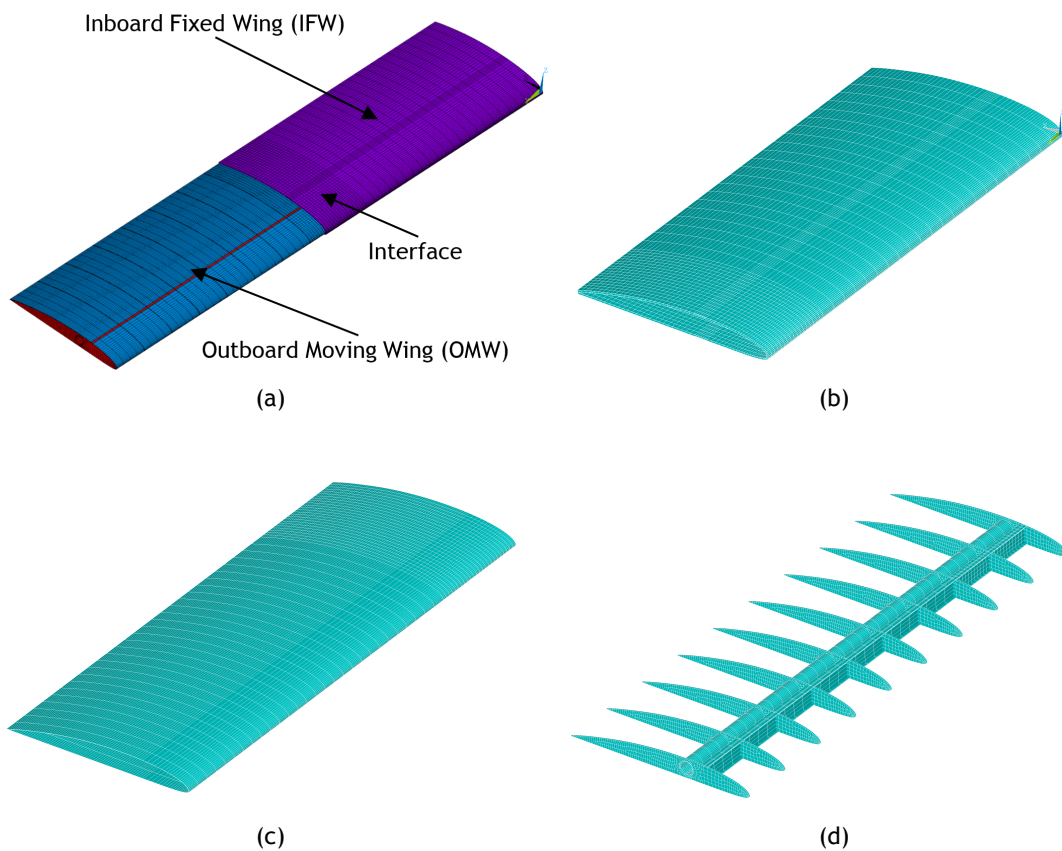 Inboard Fixed Wing (IFW)
Interface
Outboard Moving Wing (OMW)
(a)
(b)
(c)
(d)